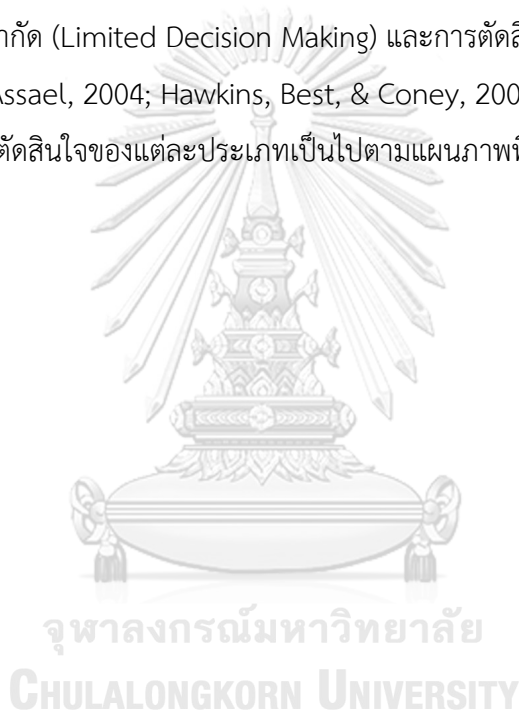 ากัด (Limited Decision Making) และการตัดสิ
Assael, 2004; Hawkins, Best, & Coney, 200
ตัดสินใจของแต่ละประเภทเป็นไปตามแผนภาพที่
จุฬาลงกรณ์มหาวิทยาลัย
CHULALONGKORN UNIVERSITY